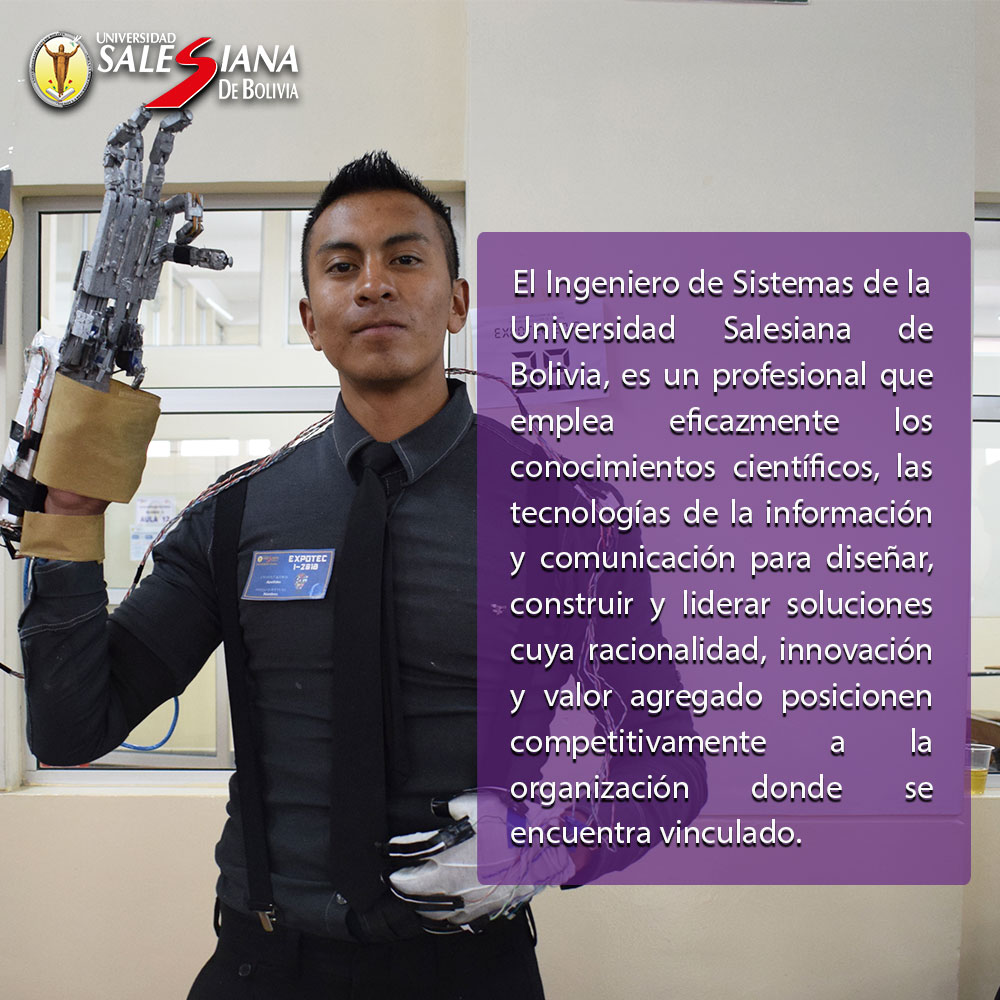 UNIVERSIDAD
SALESIANA
DE BOLIVIA
El Ingeniero de Sistemas de la
Universidad Salesiana de
Bolivia, es un profesional que
emplea eficazmente los
conocimientos científicos, las
tecnologías de la información
y comunicación para diseñar,
construir y liderar soluciones
cuya racionalidad, innovación
y valor agregado posicionen
competitivamente a la
organización donde se
encuentra vinculado.
AULA
EXPOTEC
I-2018